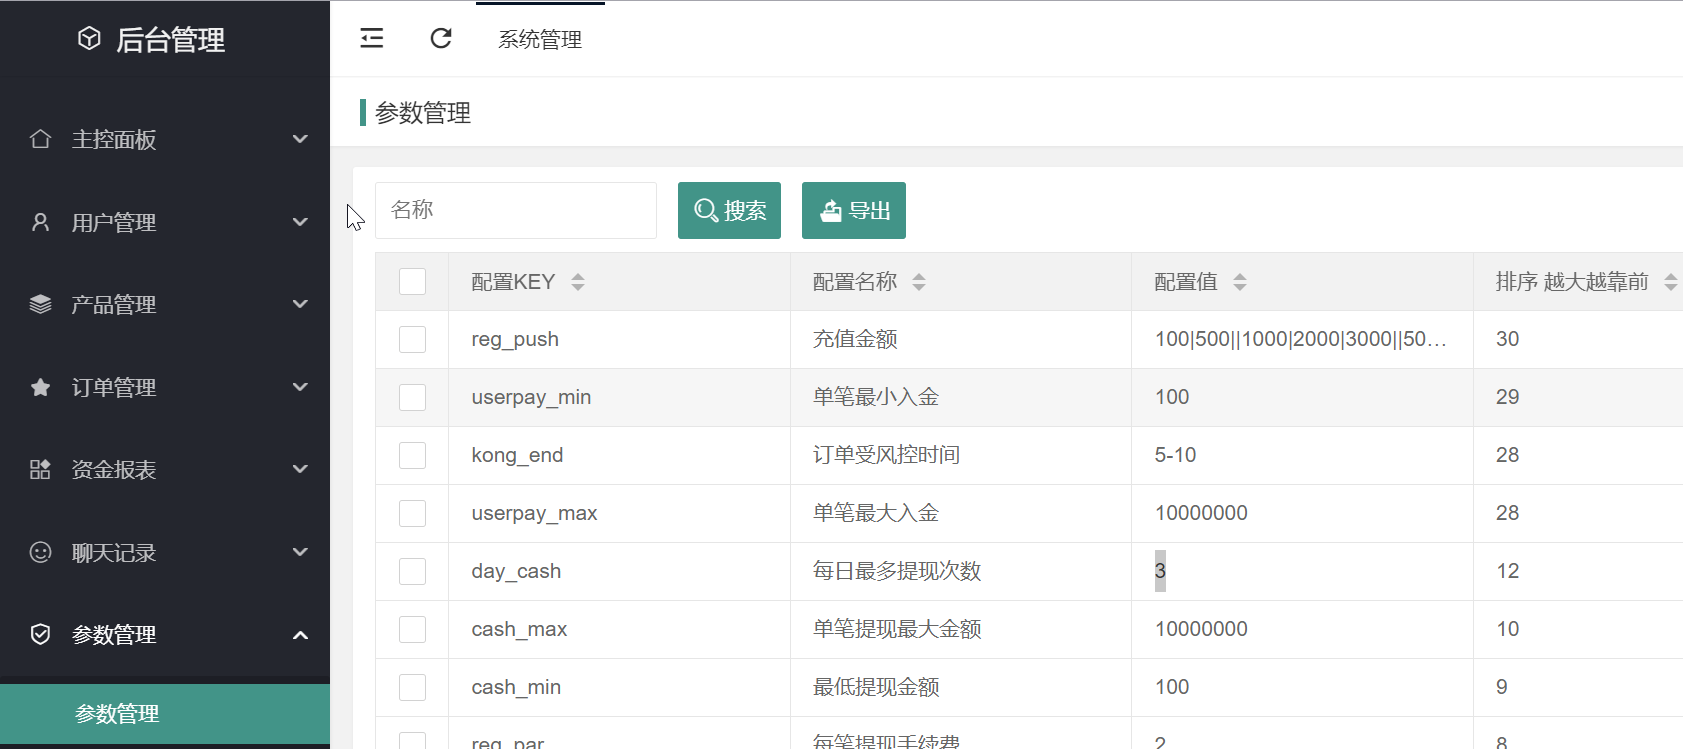 后台管理
系统管理
主控面板
用户管理
产品管理
订单管理
资金报表
聊天记录
参数管理
参数管理
参数管理
名称 搜索 导出
配置KEY 配置名称 配置值 排序 越大越靠前
reg_push 充值金额 100|500||1000|2000|3000||50... 30
userpay_min 单笔最小入金 100 29
kong_end 订单受风控时间 5-10 28
userpay_max 单笔最大入金 10000000 28
day_cash 每日最多提现次数 3 12
cash_max 单笔提现最大金额 10000000 10
cash_min 最低提现金额 100 9
reg_par 每笔提现手续费 2 8